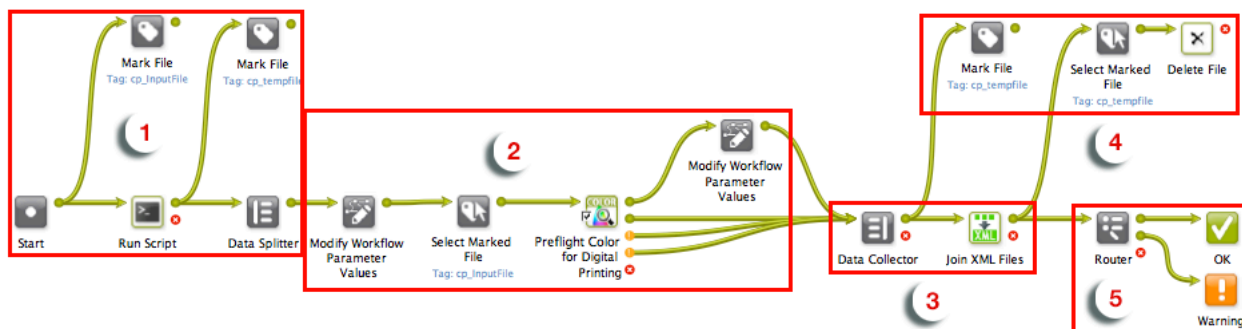 Mark File
Tag: cp_InputFile
Mark File
Tag: cp_tempfile
Mark File
Tag: cp_tempfile
Select Marked
File
Tag: cp_tempfile
Delete File
1
2
4
Modify Workflow
Parameter
Values
Start
Run Script
Data Splitter
Modify Workflow
Parameter
Values
Select Marked
File
Tag: cp_InputFile
COLOR
Preflight Color
for Digital
Printing
Data Collector
XML
Join XML Files
Router
OK
3
5
Warning